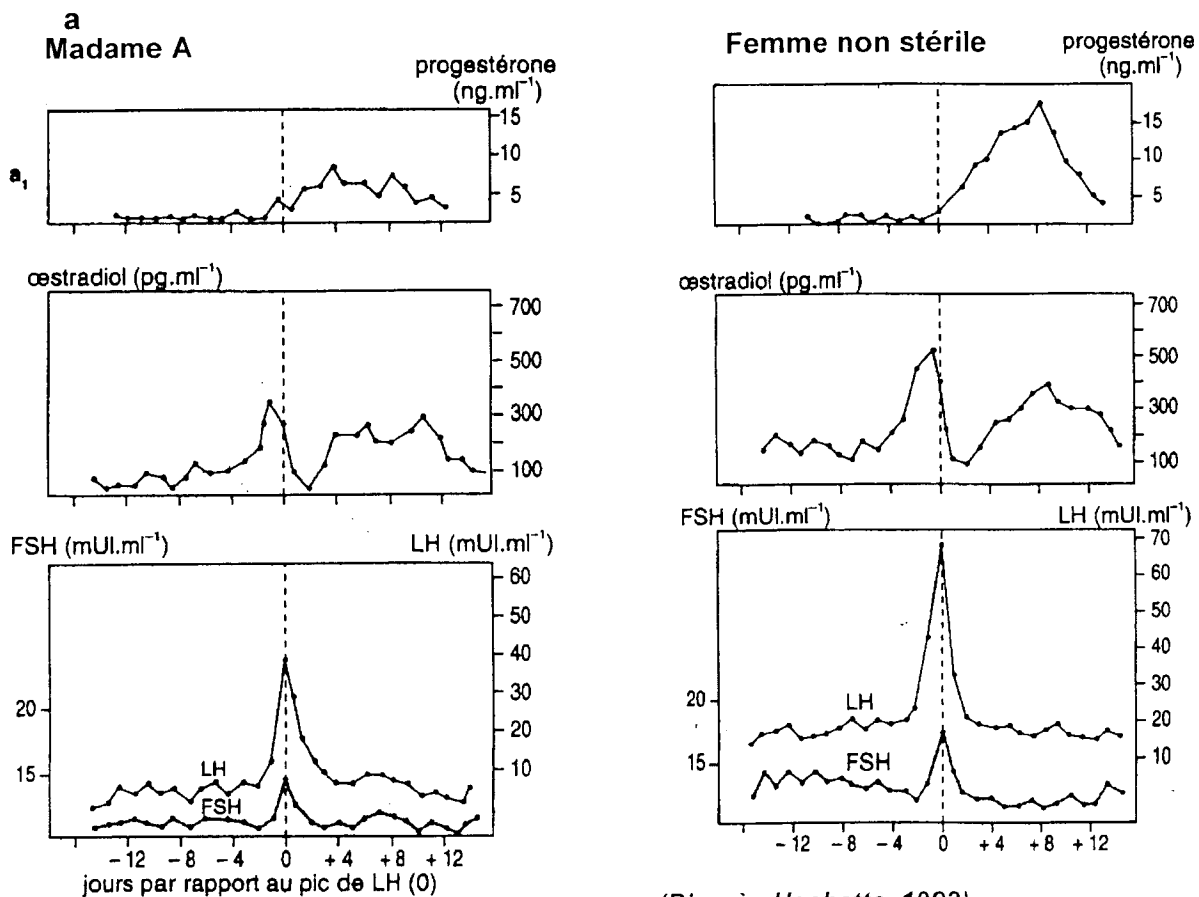 a
Madame A
progestérone
(ng.ml⁻¹)
15
10
5
a₁
œstradiol (pg.ml⁻¹)
700
500
300
100
FSH (mUI.ml⁻¹)
LH (mUI.ml⁻¹)
60
50
40
30
20
10
20
15
LH
FSH
-12 -8 -4 0 +4 +8 +12
jours par rapport au pic de LH (0)
Femme non stérile
progestérone
(ng.ml⁻¹)
15
10
5
œstradiol (pg.ml⁻¹)
700
500
300
100
FSH (mUI.ml⁻¹)
LH (mUI.ml⁻¹)
70
60
50
40
30
20
10
20
15
LH
FSH
-12 -8 -4 0 +4 +8 +12